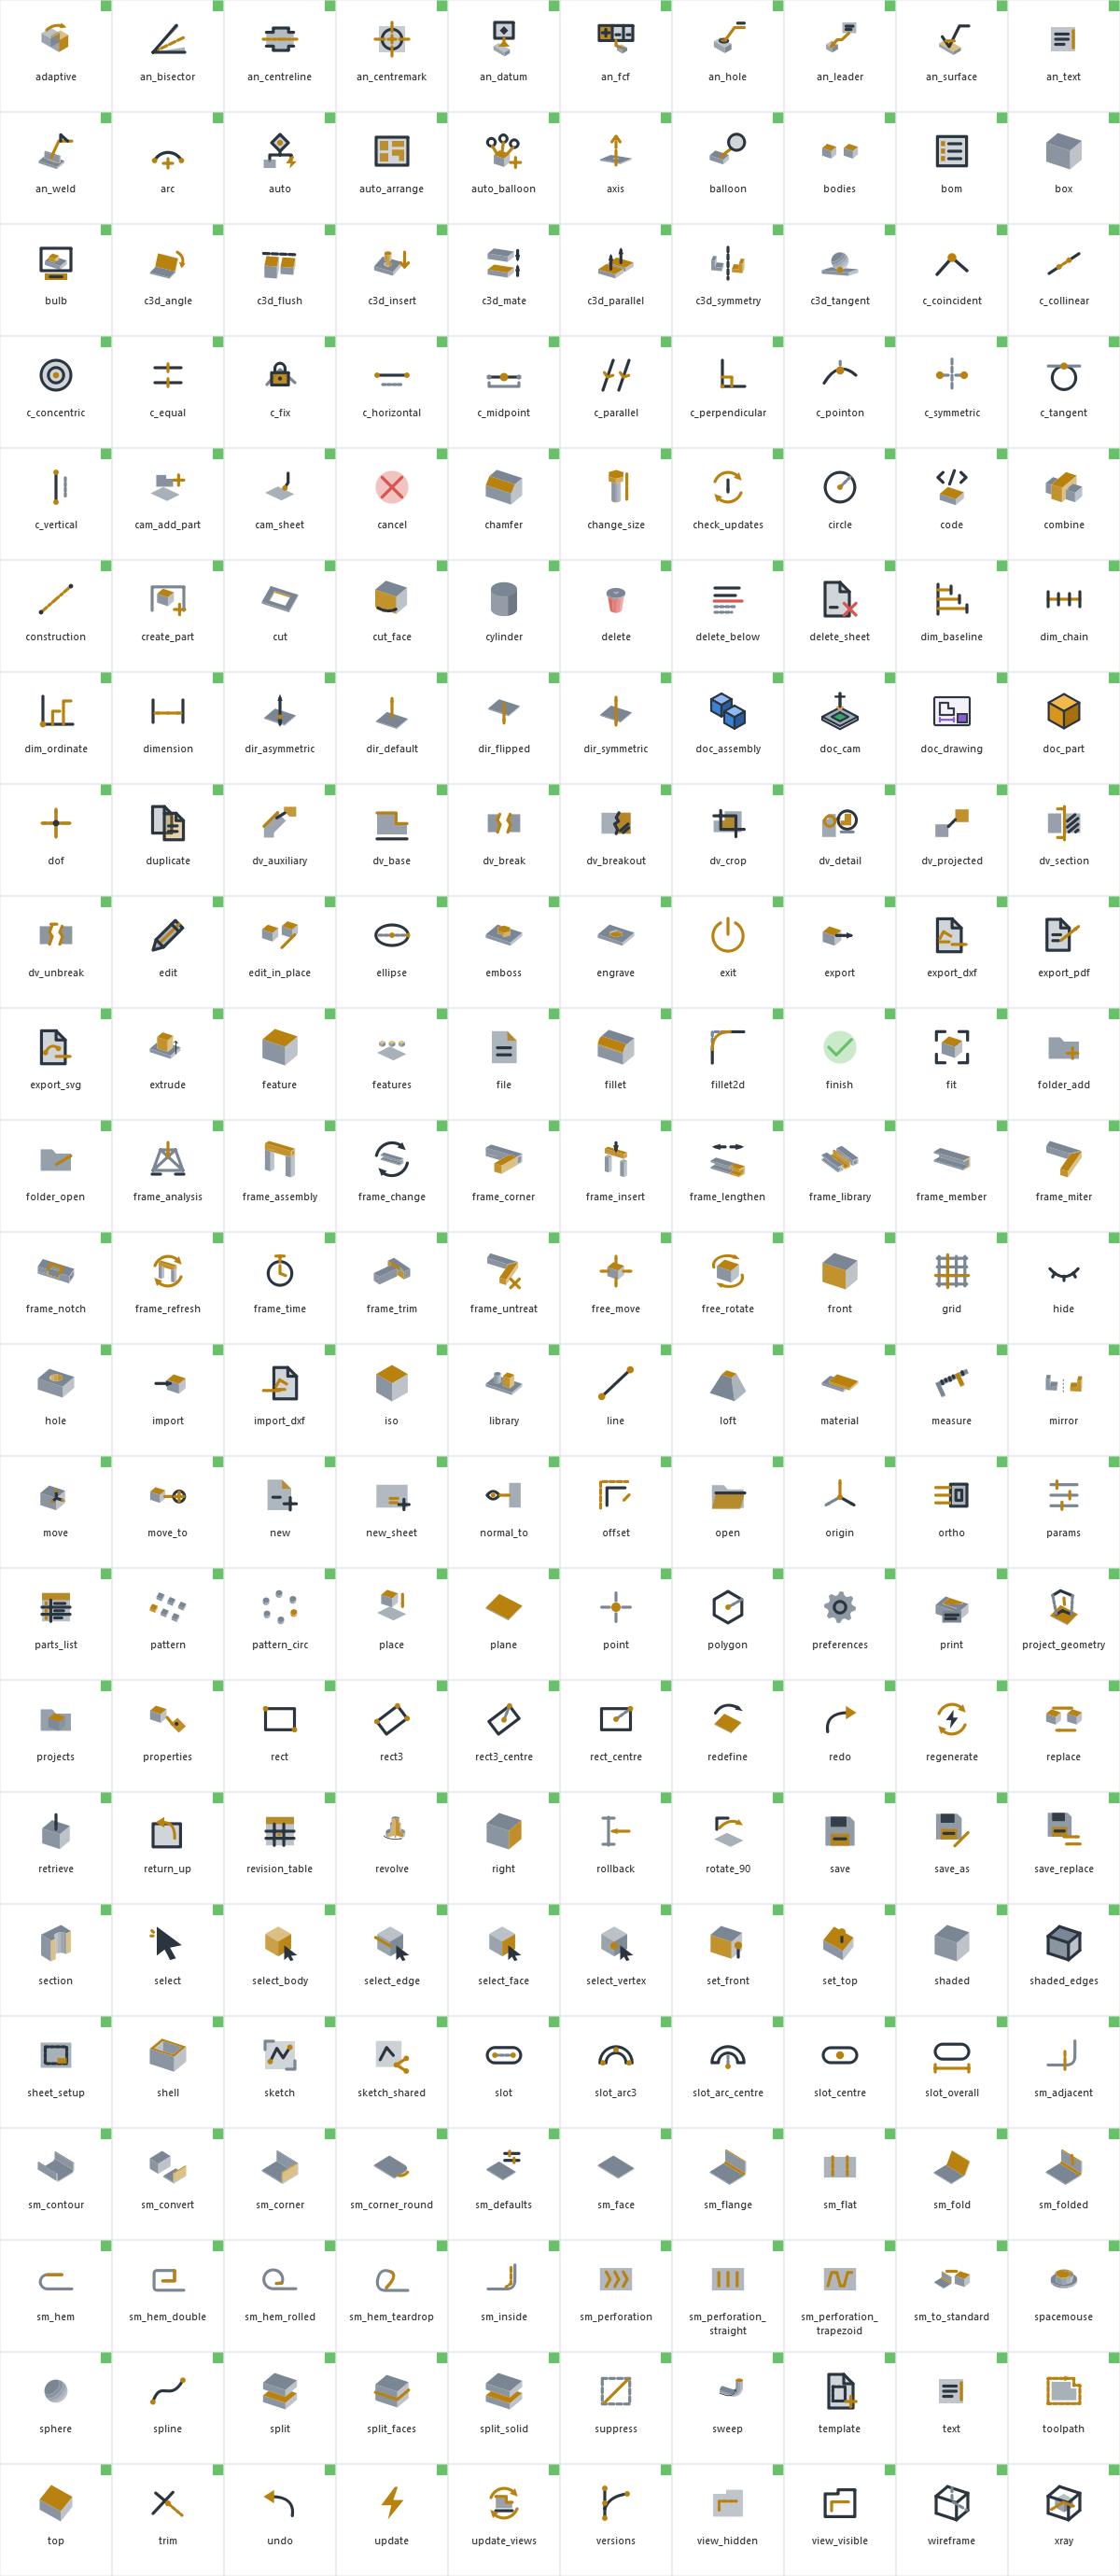 adaptive an_bisector an_centreline an_centremark an_datum an_fcf an_hole an_leader an_surface an_text
an_weld arc auto auto_arrange auto_balloon axis balloon bodies bom box
bulb c3d_angle c3d_flush c3d_insert c3d_mate c3d_parallel c3d_symmetry c3d_tangent c_coincident c_collinear
c_concentric c_equal c_fix c_horizontal c_midpoint c_parallel c_perpendicular c_pointon c_symmetric c_tangent
c_vertical cam_add_part cam_sheet cancel chamfer change_size check_updates circle code combine
construction create_part cut cut_face cylinder delete delete_below delete_sheet dim_baseline dim_chain
dim_ordinate dimension dir_asymmetric dir_default dir_flipped dir_symmetric doc_assembly doc_cam doc_drawing doc_part
dof duplicate dv_auxiliary dv_base dv_break dv_breakout dv_crop dv_detail dv_projected dv_section
dv_unbreak edit edit_in_place ellipse emboss engrave exit export export_dxf export_pdf
export_svg extrude feature features file fillet fillet2d finish fit folder_add
folder_open frame_analysis frame_assembly frame_change frame_corner frame_insert frame_lengthen frame_library frame_member frame_miter
frame_notch frame_refresh frame_time frame_trim frame_untreat free_move free_rotate front grid hide
hole import import_dxf iso library line loft material measure mirror
move move_to new new_sheet normal_to offset open origin ortho params
parts_list pattern pattern_circ place plane point polygon preferences print project_geometry
projects properties rect rect3 rect3_centre rect_centre redefine redo regenerate replace
retrieve return_up revision_table revolve right rollback rotate_90 save save_as save_replace
section select select_body select_edge select_face select_vertex set_front set_top shaded shaded_edges
sheet_setup shell sketch sketch_shared slot slot_arc3 slot_arc_centre slot_centre slot_overall sm_adjacent
sm_contour sm_convert sm_corner sm_corner_round sm_defaults sm_face sm_flange sm_flat sm_fold sm_folded
sm_hem sm_hem_double sm_hem_rolled sm_hem_teardrop sm_inside sm_perforation sm_perforation_ sm_perforation_ sm_to_standard spacemouse
straight trapezoid
sphere spline split split_faces split_solid suppress sweep template text toolpath
top trim undo update update_views versions view_hidden view_visible wireframe xray